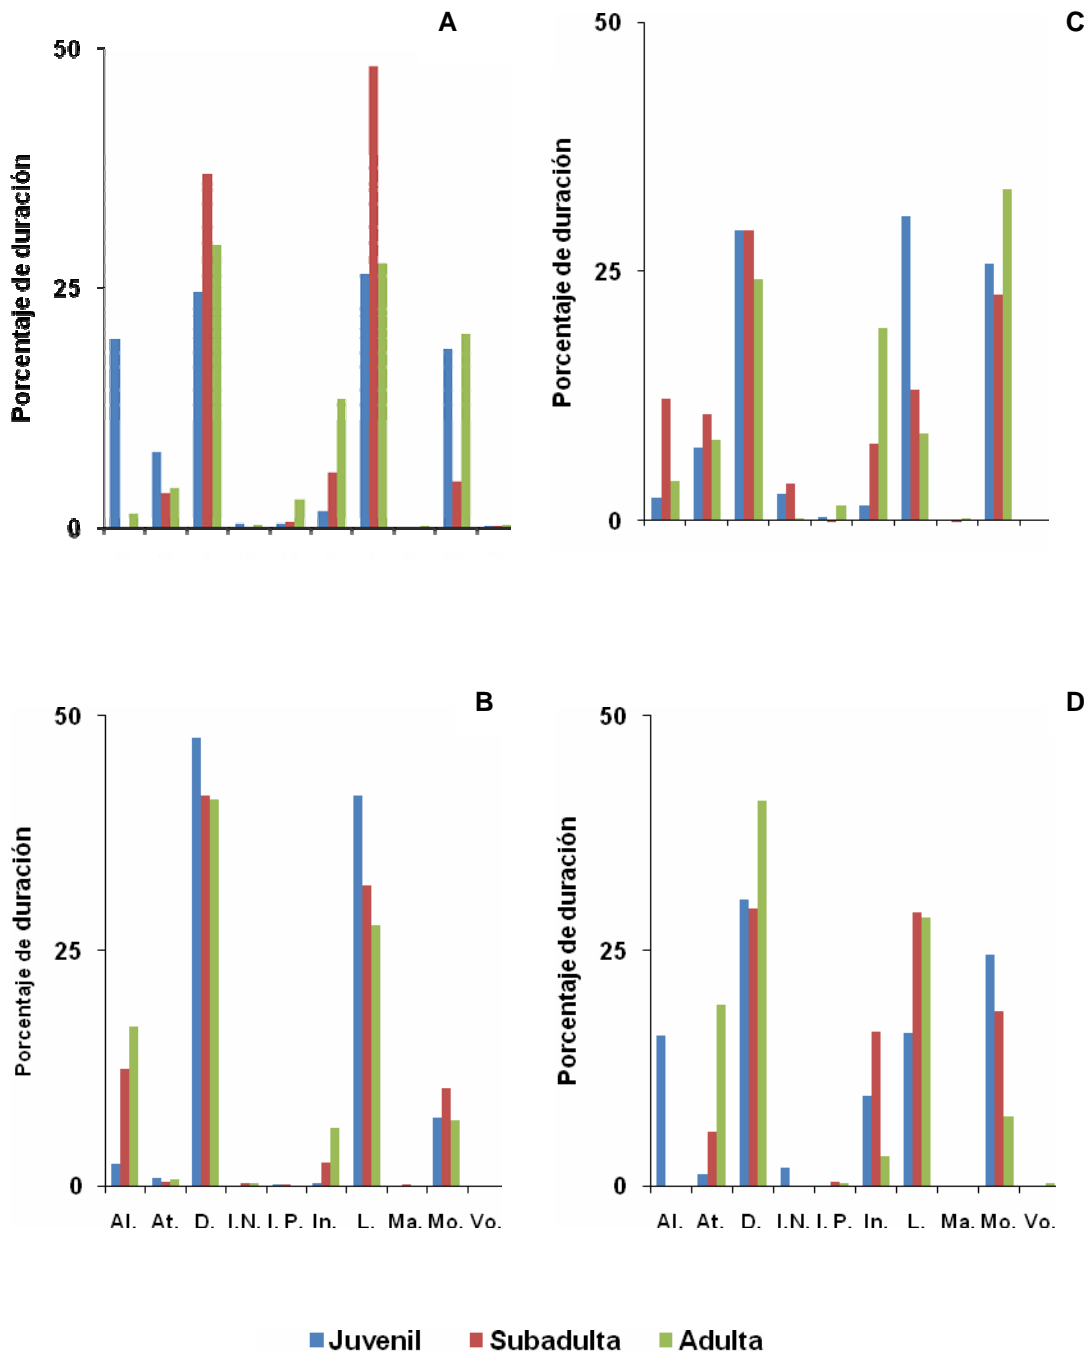 A
50
25
0
Porcentaje de duración
C
50
25
0
Porcentaje de duración
B
50
25
0
Porcentaje de duración
Al. At. D. I.N. I. P. In. L. Ma. Mo. Vo.
D
50
25
0
Porcentaje de duración
Al. At. D. I.N. I. P. In. L. Ma. Mo. Vo.
Juvenil Subadulta Adulta